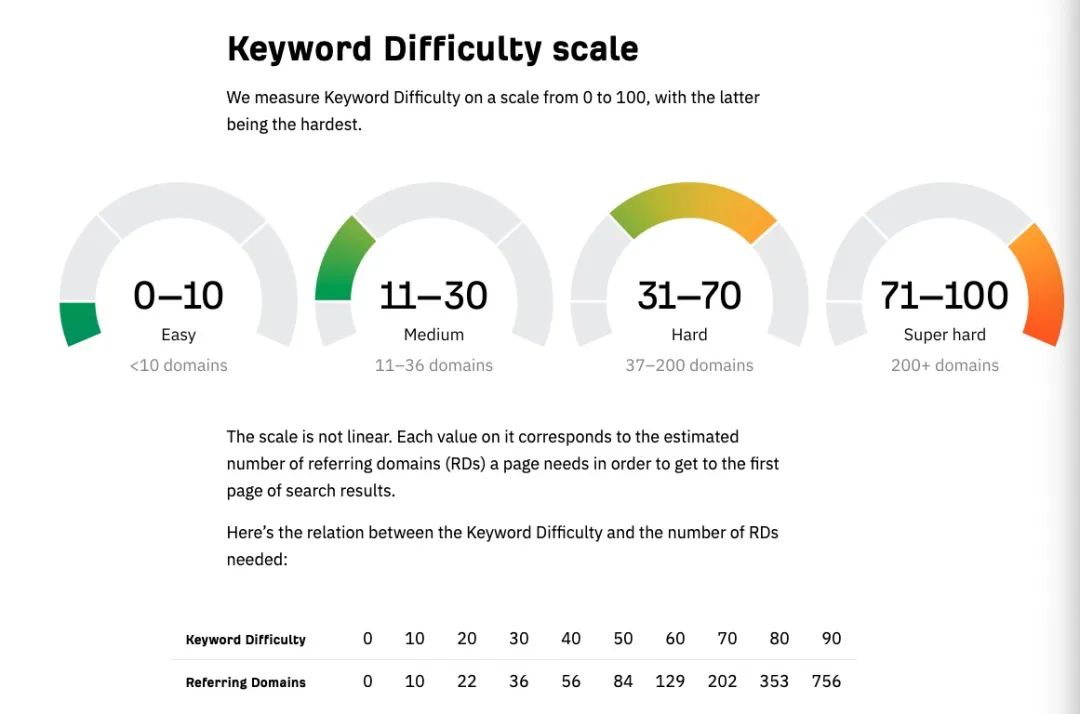 Keyword Difficulty scale
We measure Keyword Difficulty on a scale from 0 to 100, with the latter
being the hardest.
0–10
Easy
<10 domains
11–30
Medium
11–36 domains
31–70
Hard
37–200 domains
71–100
Super hard
200+ domains
The scale is not linear. Each value on it corresponds to the estimated
number of referring domains (RDs) a page needs in order to get to the first
page of search results.
Here’s the relation between the Keyword Difficulty and the number of RDs
needed:
Keyword Difficulty 0 10 20 30 40 50 60 70 80 90
Referring Domains 0 10 22 36 56 84 129 202 353 756